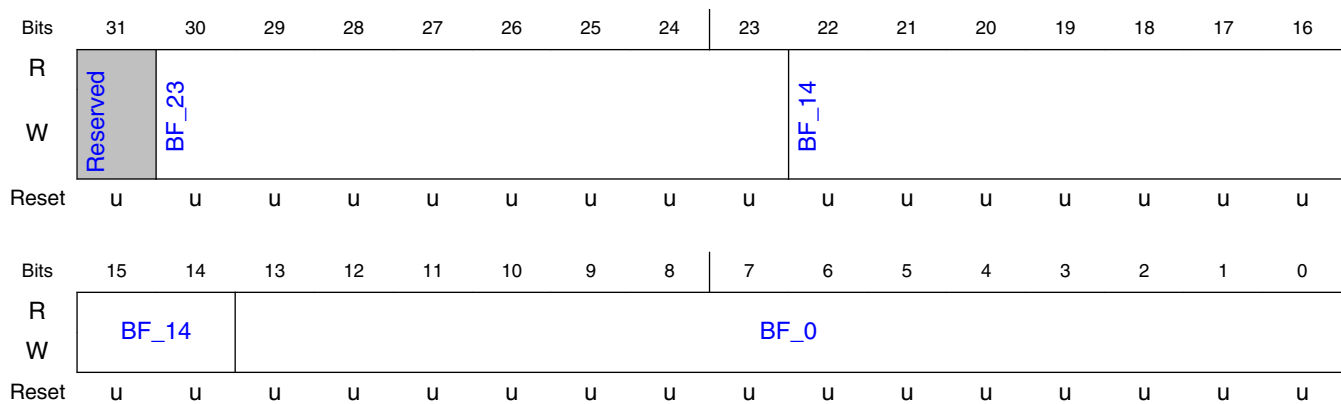 Bits 31 30 29 28 27 26 25 24 23 22 21 20 19 18 17 16
R
Reserved BF_23 BF_14
W
Reset u u u u u u u u u u u u u u u u
Bits 15 14 13 12 11 10 9 8 7 6 5 4 3 2 1 0
R
BF_14 BF_0
W
Reset u u u u u u u u u u u u u u u u